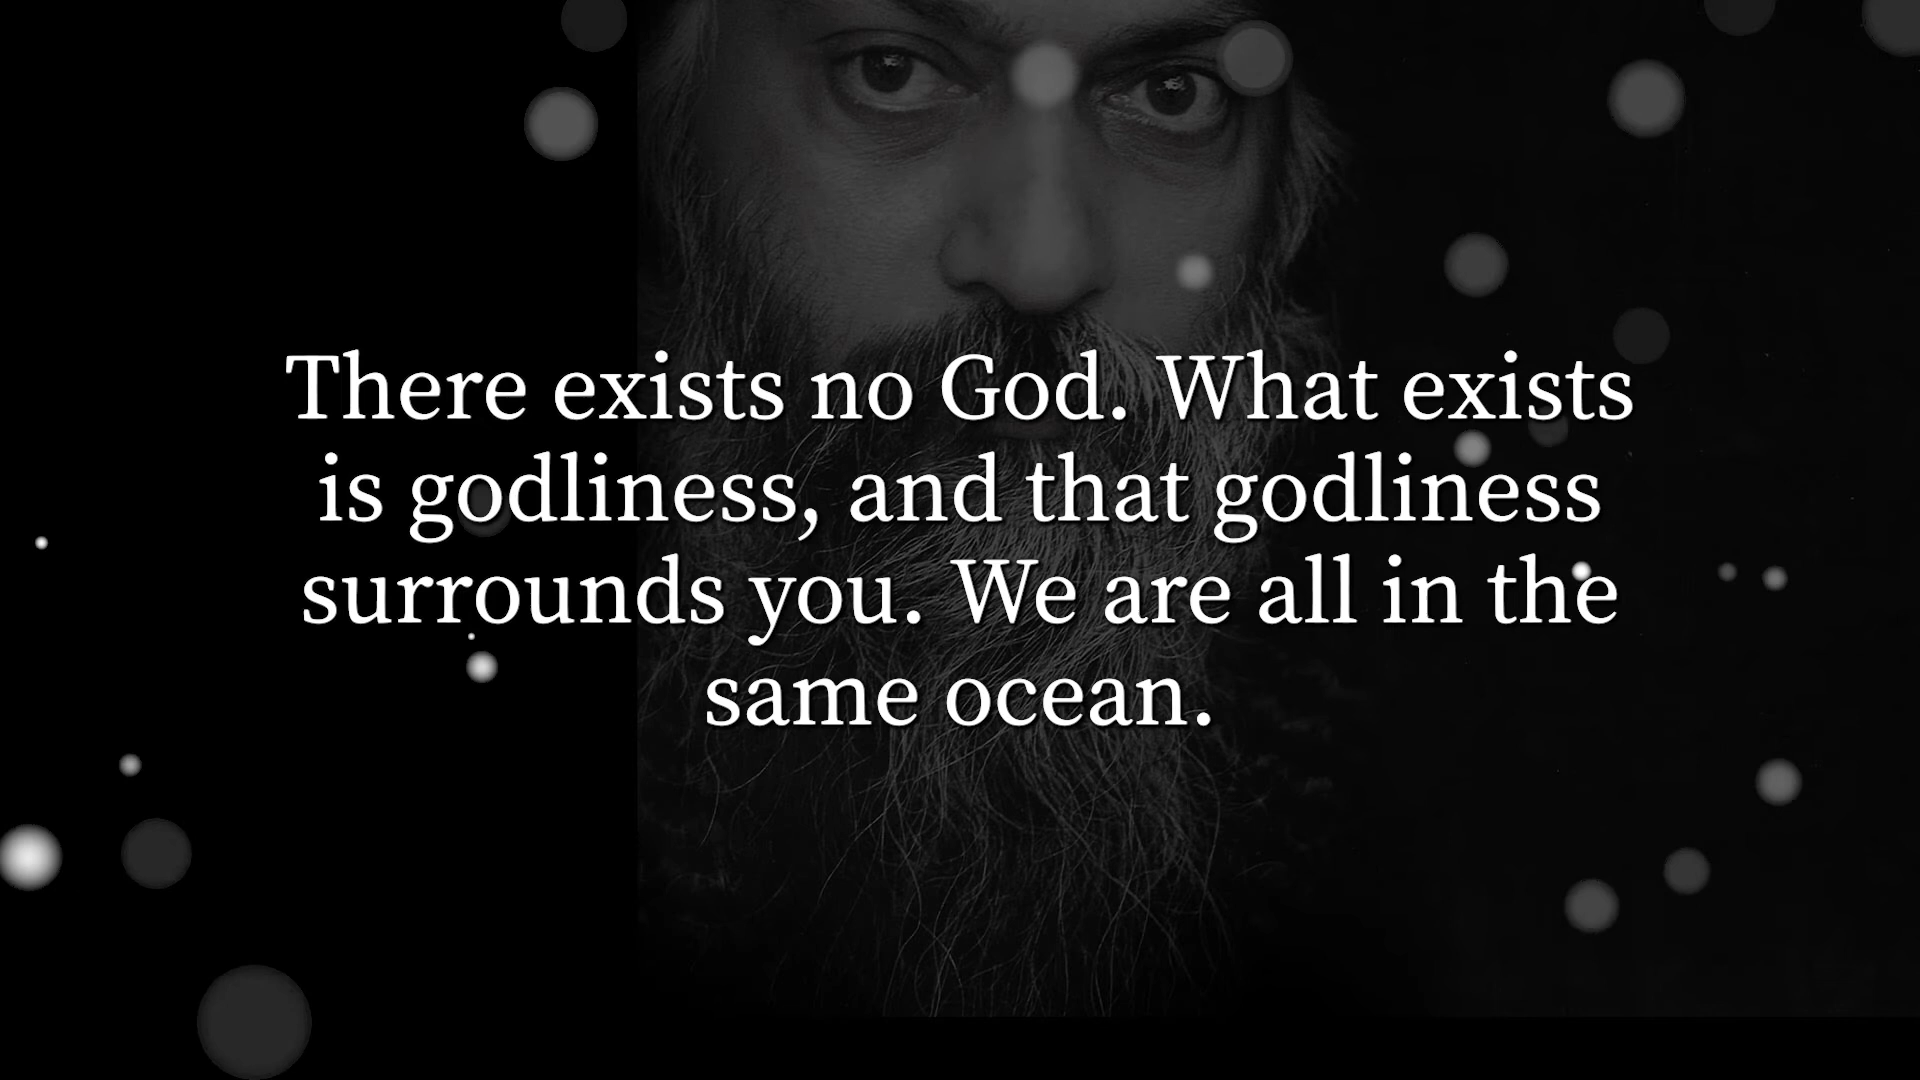 There exists no God. What exists
is godliness, and that godliness
surrounds you. We are all in the
same ocean.